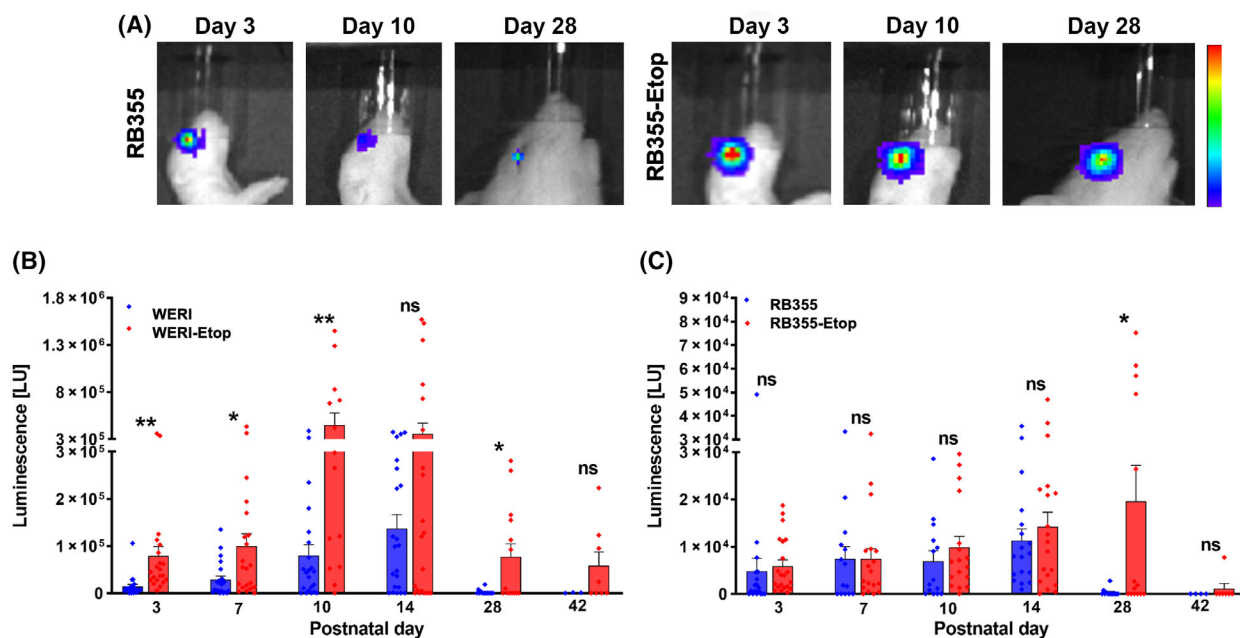 (A)
Day 3
Day 10
Day 28
Day 3
Day 10
Day 28
RB355
RB355-Etop
(B)
Luminescence [LU]
1.8 × 10⁶
1.3 × 10⁶
8 × 10⁵
3 × 10⁵
3 × 10⁵
2 × 10⁵
1 × 10⁵
0
WERI
WERI-Etop
**
*
**
ns
*
ns
3 7 10 14 28 42
Postnatal day
(C)
Luminescence [LU]
9 × 10⁴
8 × 10⁴
7 × 10⁴
6 × 10⁴
5 × 10⁴
4 × 10⁴
3 × 10⁴
3 × 10⁴
2 × 10⁴
1 × 10⁴
0
RB355
RB355-Etop
ns
ns
ns
ns
*
ns
3 7 10 14 28 42
Postnatal day